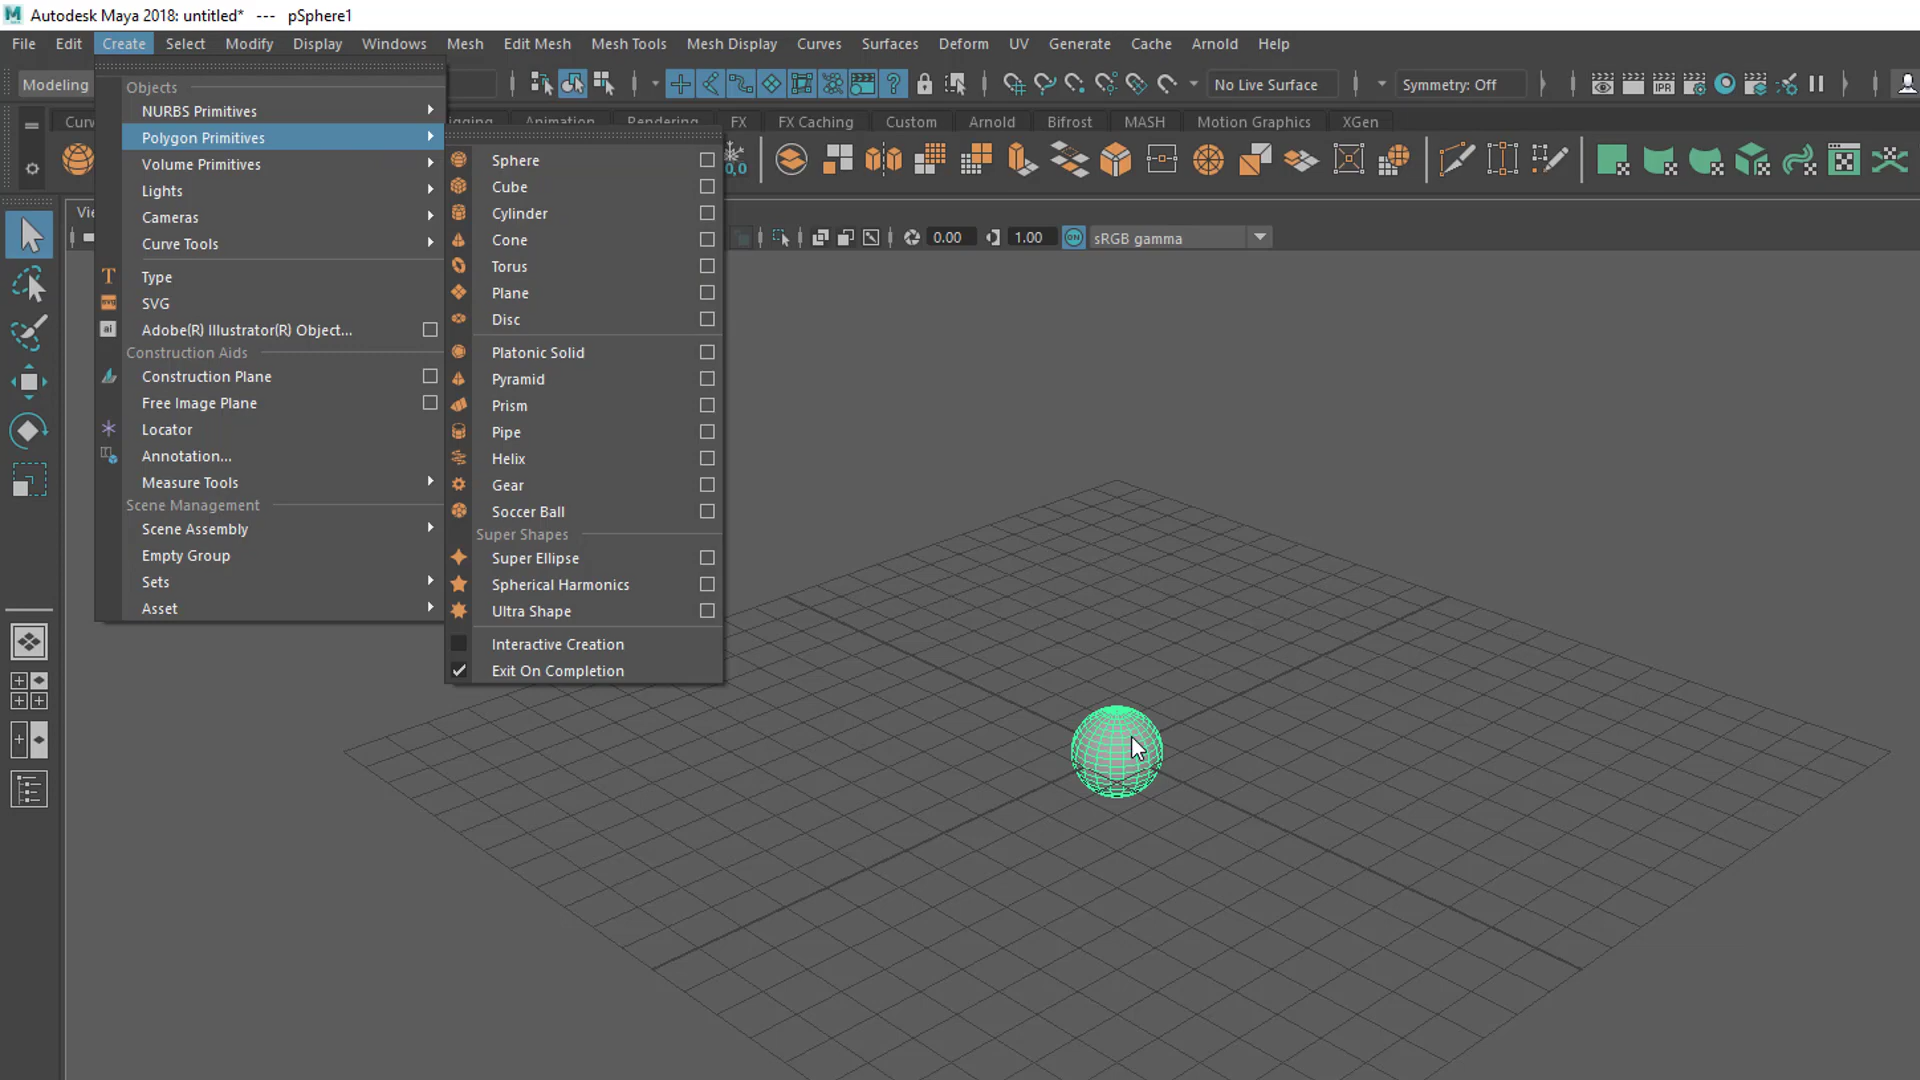 Autodesk Maya 2018: untitled* --- pSphere1
File Edit Create Select Modify Display Windows Mesh Edit Mesh Mesh Tools Mesh Display Curves Surfaces Deform UV Generate Cache Arnold Help
Modeling No Live Surface Symmetry: Off
Animation Rendering FX FX Caching Custom Arnold Bifrost MASH Motion Graphics XGen
IPR
0.00 1.00 ON sRGB gamma
Objects
NURBS Primitives
Polygon Primitives
Volume Primitives
Lights
Cameras
Curve Tools
Type
SVG
Adobe(R) Illustrator(R) Object...
Construction Aids
Construction Plane
Free Image Plane
Locator
Annotation...
Measure Tools
Scene Management
Scene Assembly
Empty Group
Sets
Asset
Sphere
Cube
Cylinder
Cone
Torus
Plane
Disc
Platonic Solid
Pyramid
Prism
Pipe
Helix
Gear
Soccer Ball
Super Shapes
Super Ellipse
Spherical Harmonics
Ultra Shape
Interactive Creation
Exit On Completion